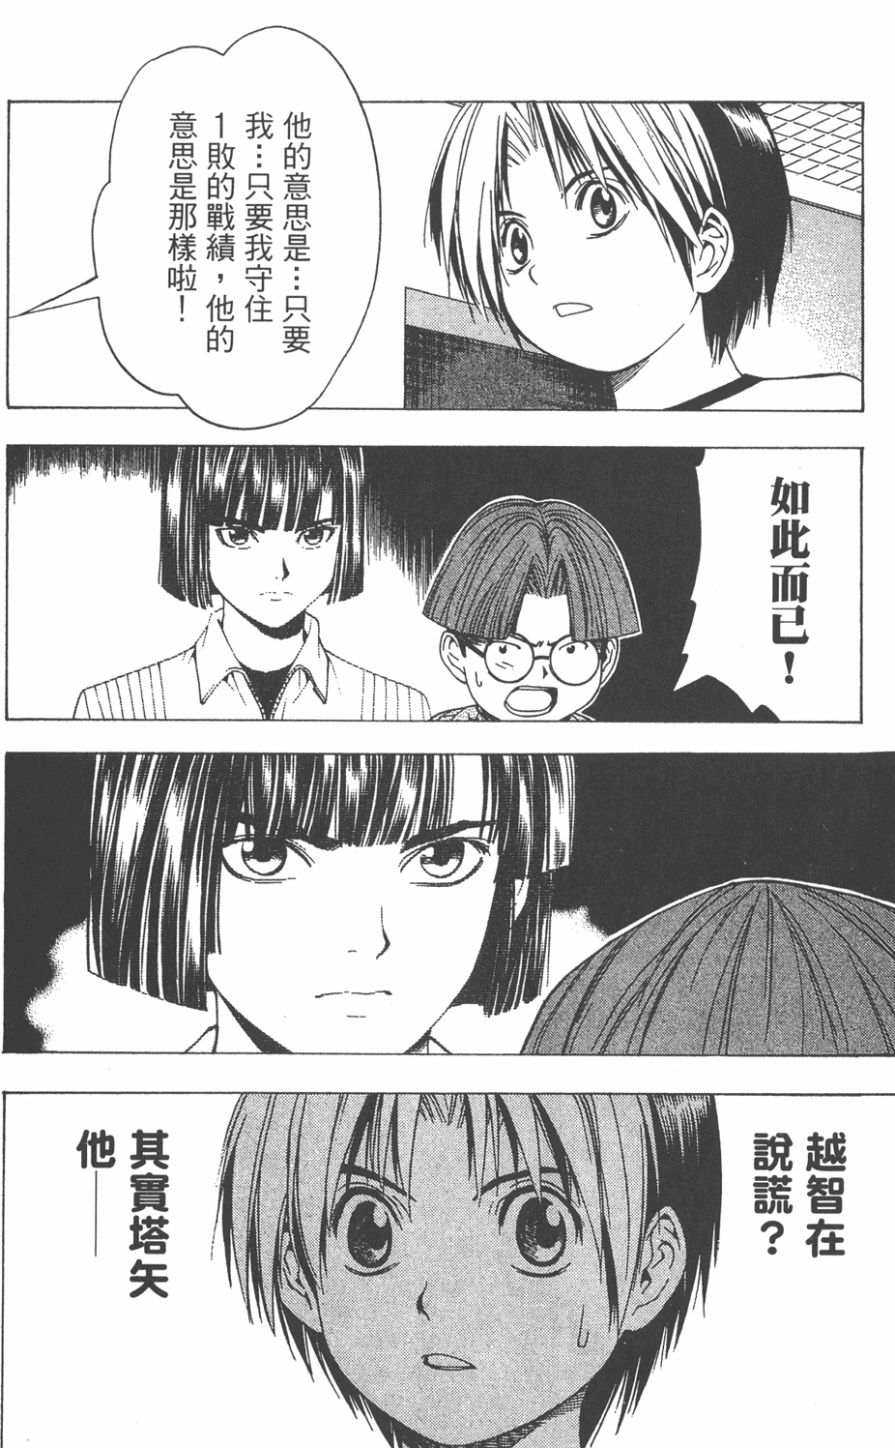 他的意思是…只要
我…只要我守住
1敗的戰績，他的
意思是那樣啦！
如此而已！
越智在
說謊？
其實塔矢
他──